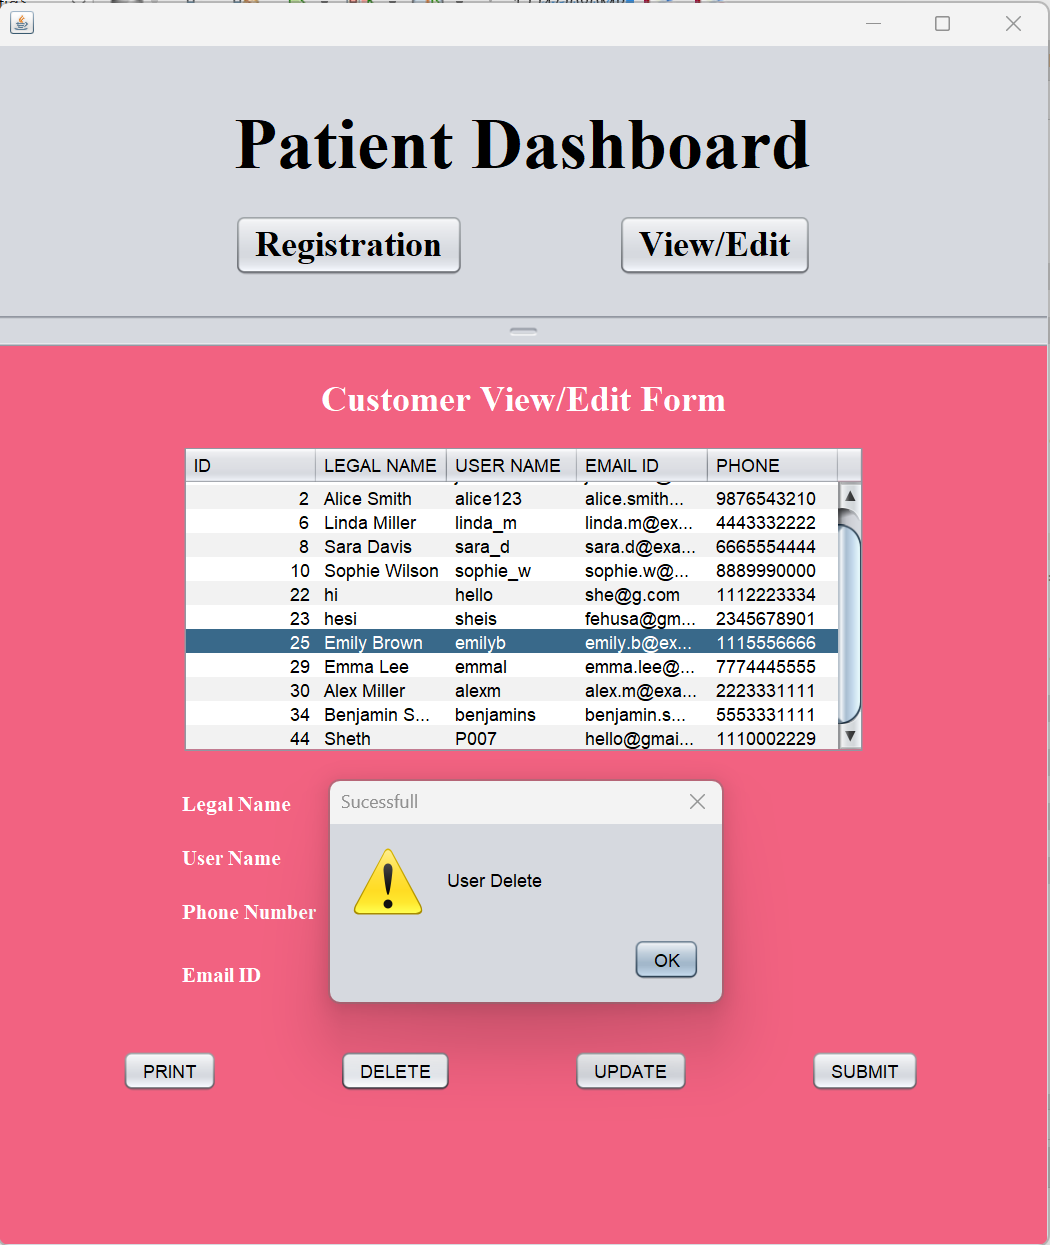 Patient Dashboard
Registration View/Edit
Customer View/Edit Form
ID LEGAL NAME USER NAME EMAIL ID PHONE
2 Alice Smith alice123 alice.smith... 9876543210
6 Linda Miller linda_m linda.m@ex... 4443332222
8 Sara Davis sara_d sara.d@exa... 6665554444
10 Sophie Wilson sophie_w sophie.w@... 8889990000
22 hi hello she@g.com 1112223334
23 hesi sheis fehusa@gm... 2345678901
25 Emily Brown emilyb emily.b@ex... 1115556666
29 Emma Lee emmal emma.lee@... 7774445555
30 Alex Miller alexm alex.m@exa... 2223331111
34 Benjamin S... benjamins benjamin.s... 5553331111
44 Sheth P007 hello@gmai... 1110002229
Legal Name
User Name
Phone Number
Email ID
Sucessfull
User Delete
OK
PRINT DELETE UPDATE SUBMIT